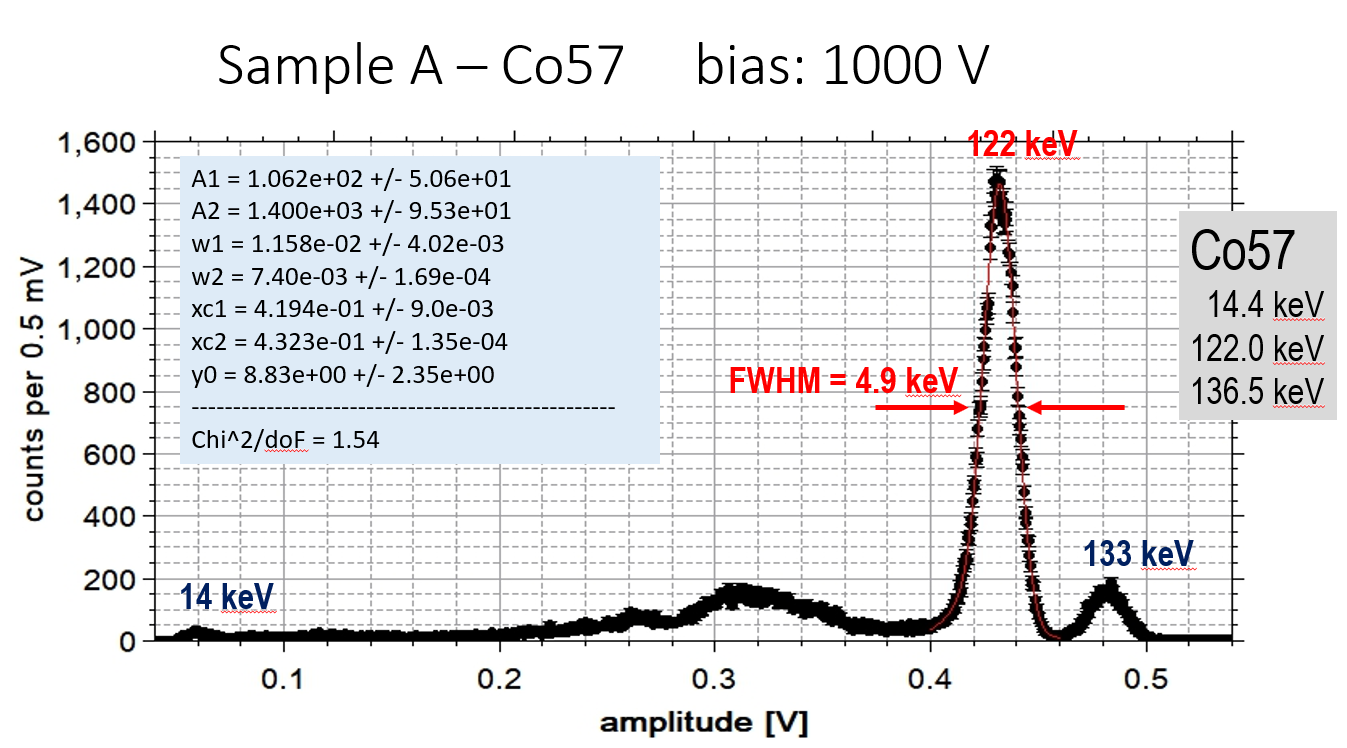 Sample A – Co57 bias: 1000 V
122 keV
1,600
1,400
1,200
1,000
800
600
400
200
0
counts per 0.5 mV
A1 = 1.062e+02 +/- 5.06e+01
A2 = 1.400e+03 +/- 9.53e+01
w1 = 1.158e-02 +/- 4.02e-03
w2 = 7.40e-03 +/- 1.69e-04
xc1 = 4.194e-01 +/- 9.0e-03
xc2 = 4.323e-01 +/- 1.35e-04
y0 = 8.83e+00 +/- 2.35e+00
-----------------------------------------------
Chi^2/doF = 1.54
FWHM = 4.9 keV
Co57
14.4 keV
122.0 keV
136.5 keV
14 keV
133 keV
0.1 0.2 0.3 0.4 0.5
amplitude [V]